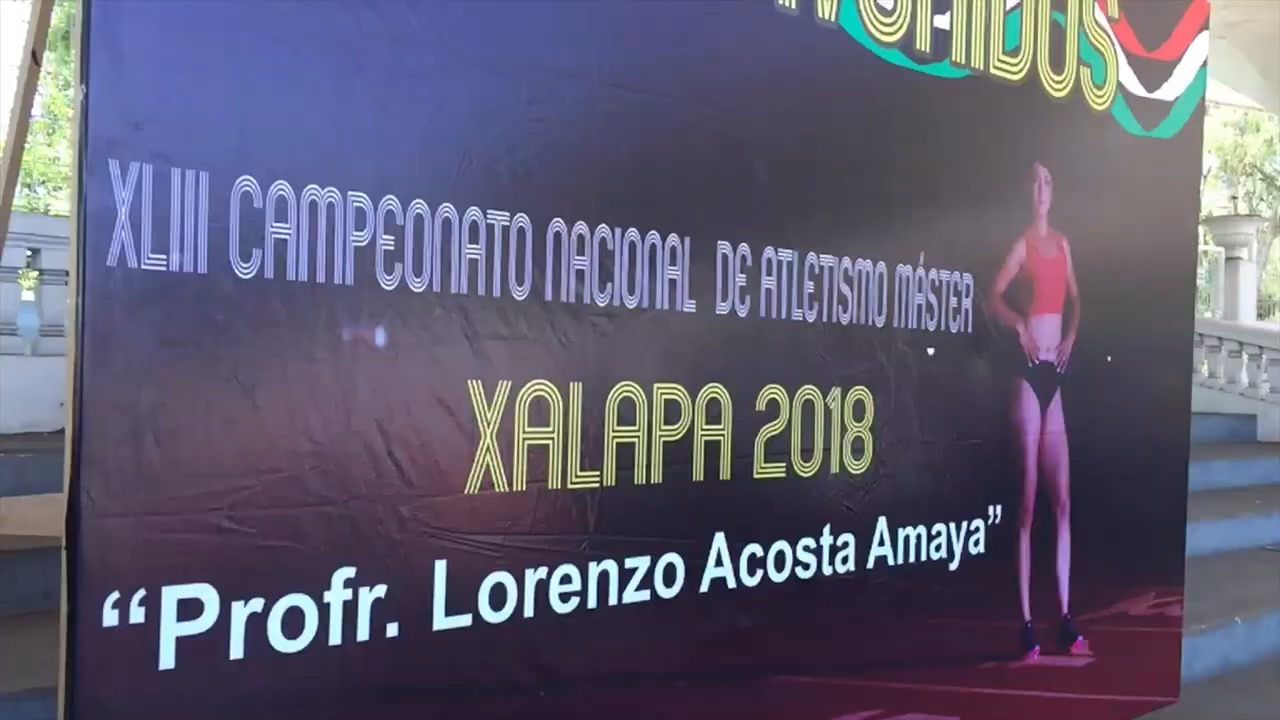 XLIII CAMPEONATO NACIONAL DE ATLETISMO MÁSTER
XALAPA 2018
“Profr. Lorenzo Acosta Amaya”